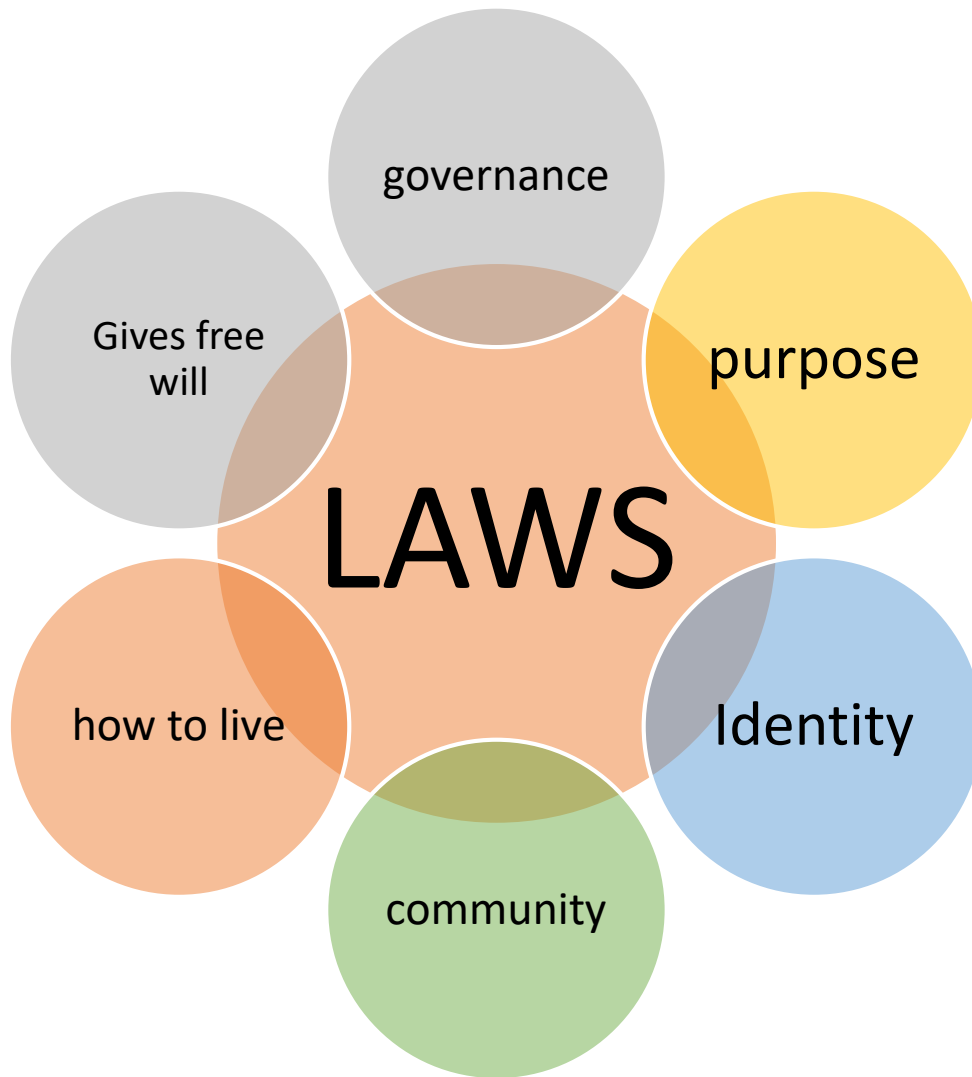 governance
Gives free
will
purpose
LAWS
how to live
Identity
community